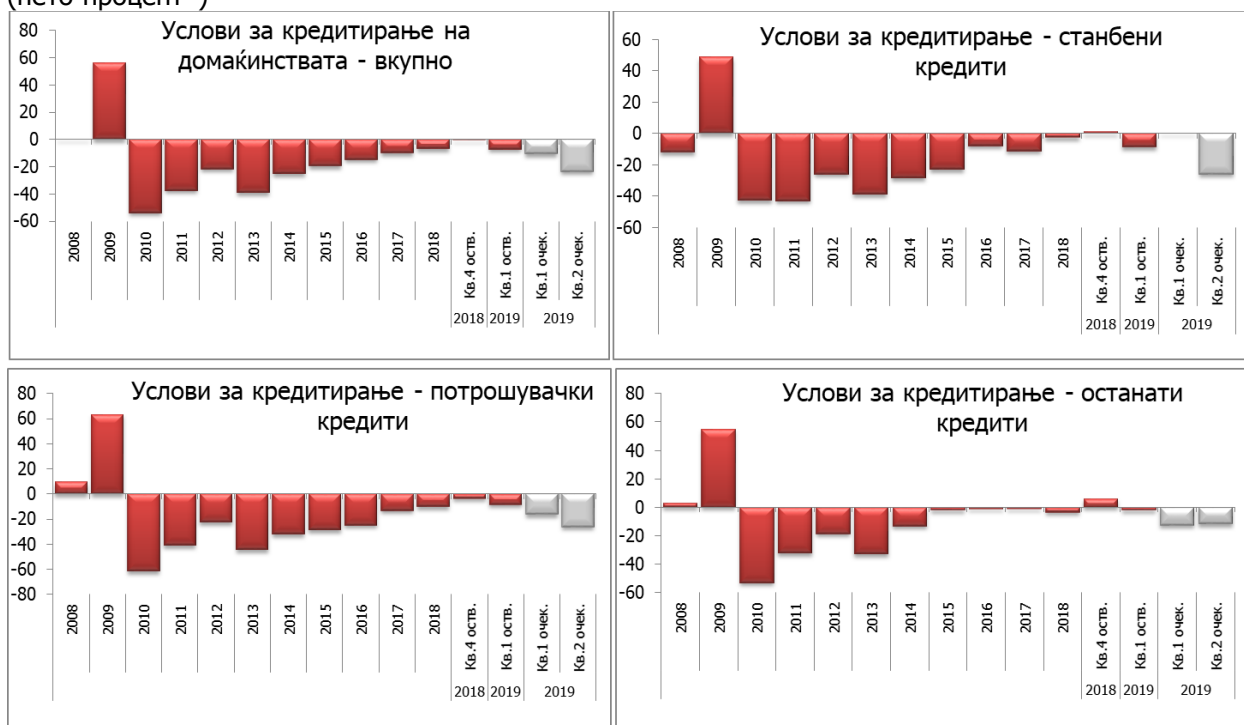 (нето процент*)
Услови за кредитирање на
домаќинствата - вкупно
80
60
40
20
0
-20
-40
-60
2008 2009 2010 2011 2012 2013 2014 2015 2016 2017 2018 Кв.4 оств. Кв.1 оств. Кв.1 очек. Кв.2 очек.
2018 2019 2019
Услови за кредитирање - станбени
кредити
60
40
20
0
-20
-40
-60
2008 2009 2010 2011 2012 2013 2014 2015 2016 2017 2018 Кв.4 оств. Кв.1 оств. Кв.1 очек. Кв.2 очек.
2018 2019 2019
Услови за кредитирање - потрошувачки
кредити
80
60
40
20
0
-20
-40
-60
-80
2008 2009 2010 2011 2012 2013 2014 2015 2016 2017 2018 Кв.4 оств. Кв.1 оств. Кв.1 очек. Кв.2 очек.
2018 2019 2019
Услови за кредитирање - останати
кредити
80
60
40
20
0
-20
-40
-60
2008 2009 2010 2011 2012 2013 2014 2015 2016 2017 2018 Кв.4 оств. Кв.1 оств. Кв.1 очек. Кв.2 очек.
2018 2019 2019